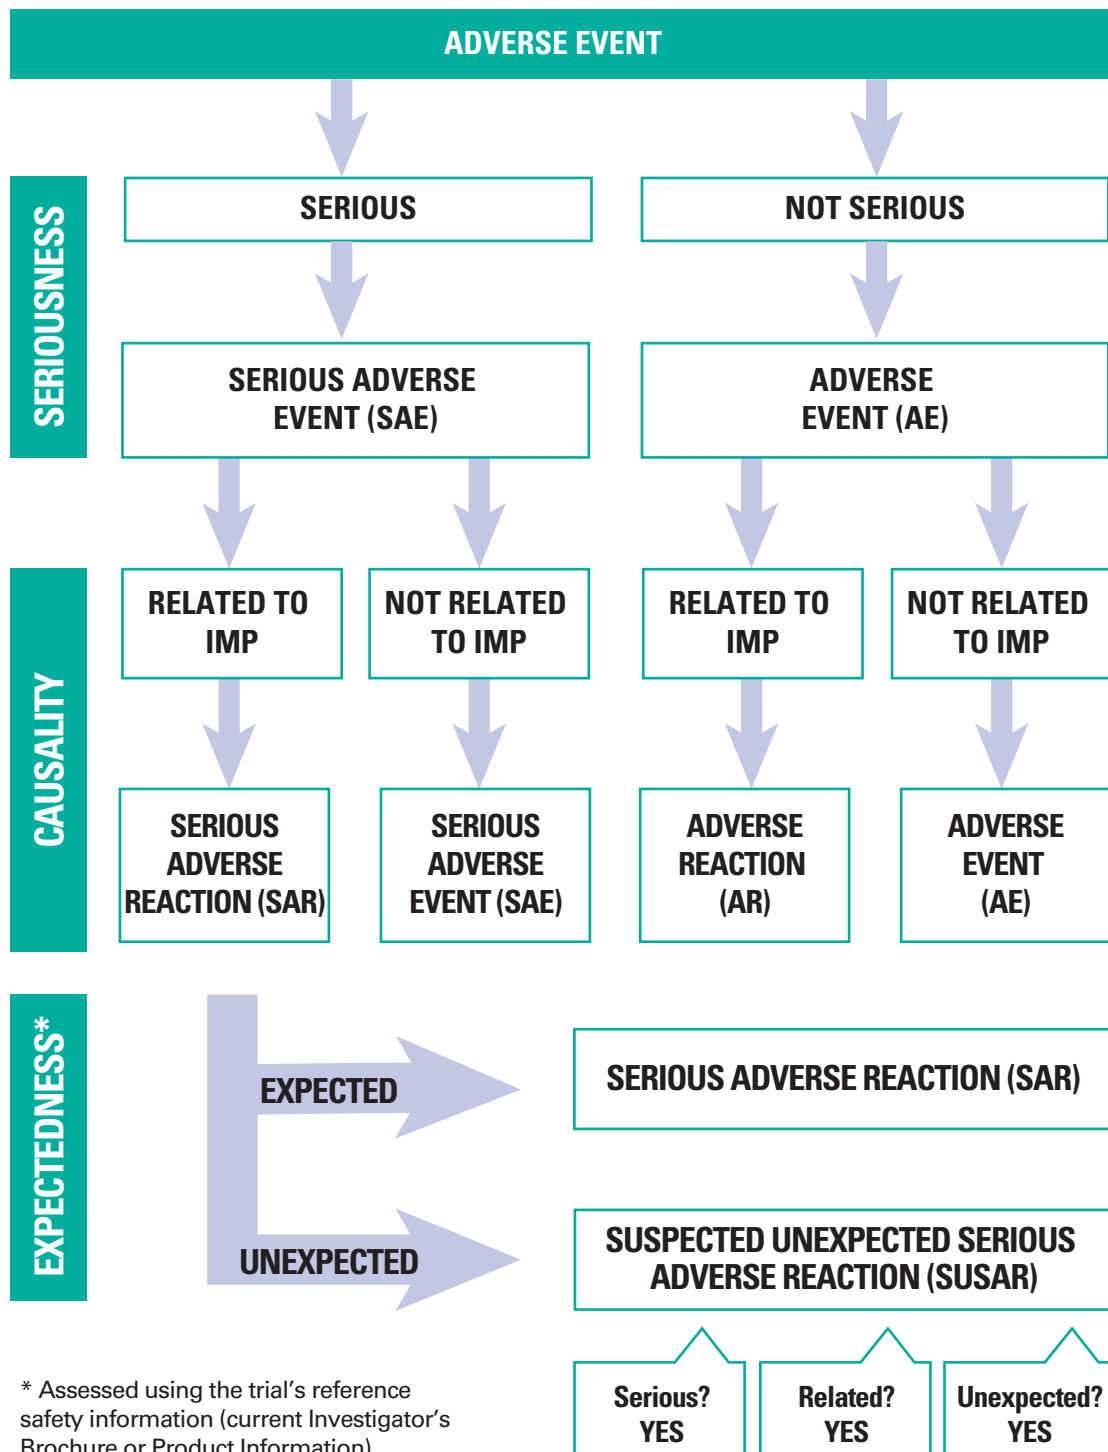 ADVERSE EVENT
SERIOUSNESS
SERIOUS
NOT SERIOUS
SERIOUS ADVERSE
EVENT (SAE)
ADVERSE
EVENT (AE)
CAUSALITY
RELATED TO
IMP
NOT RELATED
TO IMP
RELATED TO
IMP
NOT RELATED
TO IMP
SERIOUS
ADVERSE
REACTION (SAR)
SERIOUS
ADVERSE
EVENT (SAE)
ADVERSE
REACTION
(AR)
ADVERSE
EVENT
(AE)
EXPECTEDNESS*
EXPECTED
SERIOUS ADVERSE REACTION (SAR)
UNEXPECTED
SUSPECTED UNEXPECTED SERIOUS
ADVERSE REACTION (SUSAR)
Serious?
YES
Related?
YES
Unexpected?
YES
* Assessed using the trial's reference
safety information (current Investigator's
Brochure or Product Information)